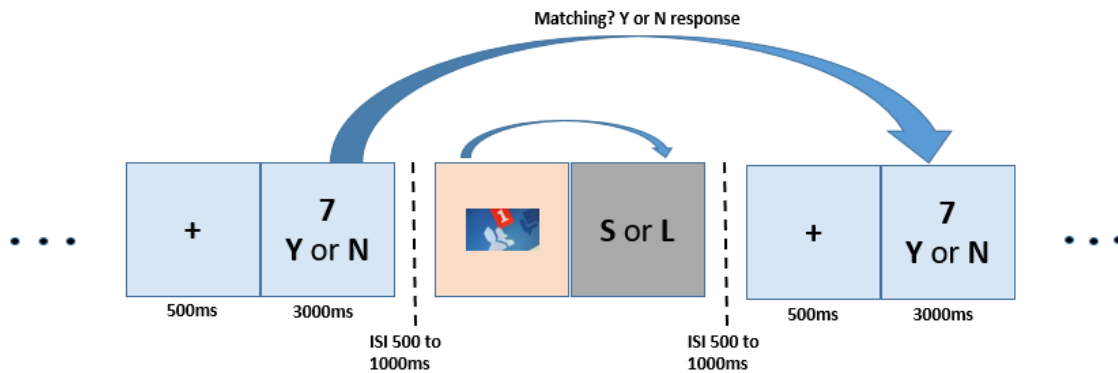 Matching? Y or N response
+
7
Y or N
1
S or L
+
7
Y or N
500ms
3000ms
ISI 500 to
1000ms
ISI 500 to
1000ms
500ms
3000ms